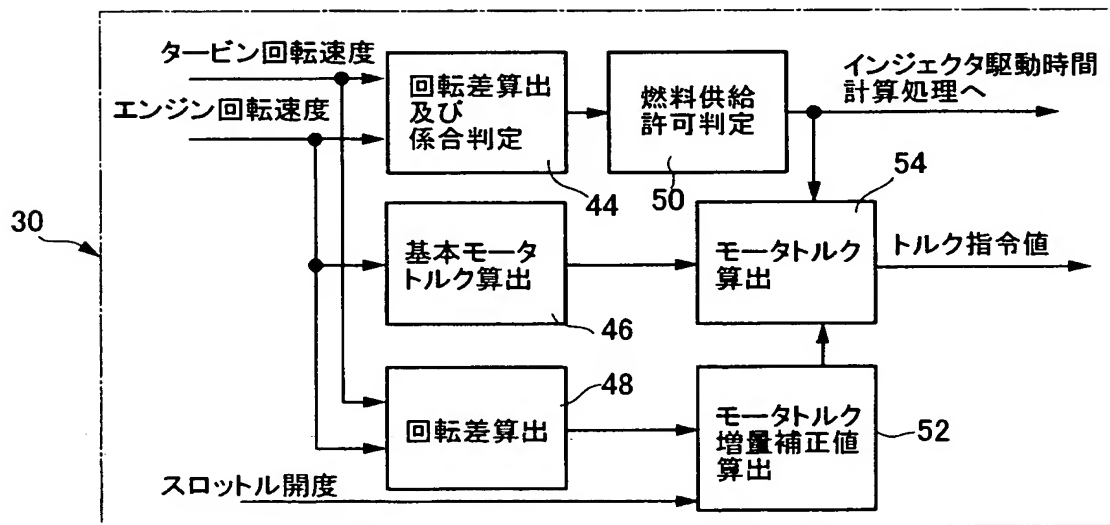 タービン回転速度
エンジン回転速度
回転差算出
及び
係合判定
44
燃料供給
許可判定
50
インジェクタ駆動時間
計算処理へ
54
30
基本モータ
トルク算出
46
モータトルク
算出
トルク指令値
回転差算出
48
モータトルク
増量補正値
算出
52
スロットル開度